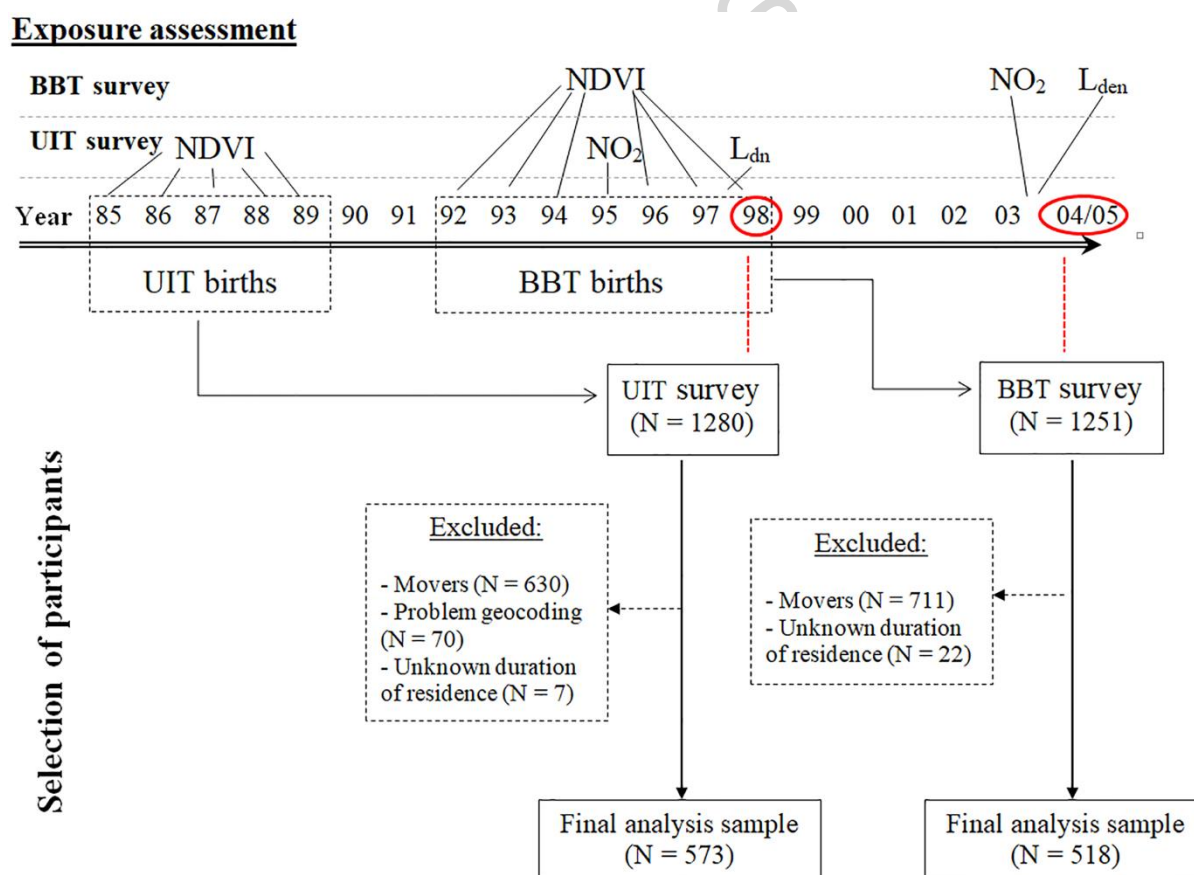 Exposure assessment
BBT survey
NDVI
NO₂
Lden
UIT survey
NDVI
NO₂
Ldn
Year 85 86 87 88 89 90 91 92 93 94 95 96 97 98 99 00 01 02 03 04/05
UIT births
BBT births
UIT survey
(N = 1280)
BBT survey
(N = 1251)
Selection of participants
Excluded:
- Movers (N = 630)
- Problem geocoding
(N = 70)
- Unknown duration
of residence (N = 7)
Excluded:
- Movers (N = 711)
- Unknown duration
of residence (N = 22)
Final analysis sample
(N = 573)
Final analysis sample
(N = 518)